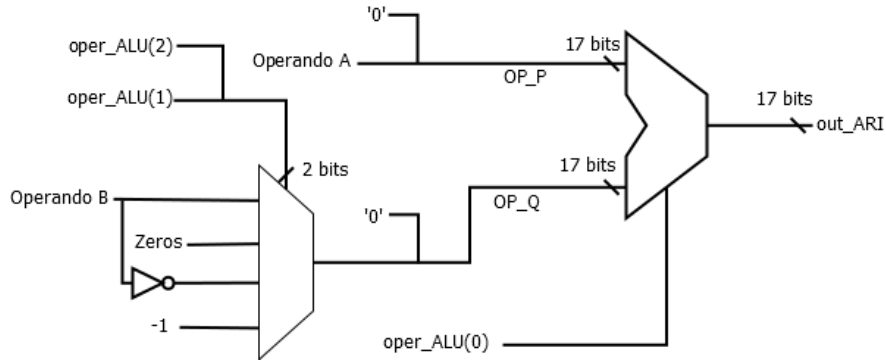 '0'
oper_ALU(2)
17 bits
Operando A
OP_P
oper_ALU(1)
17 bits
out_ARI
2 bits
17 bits
Operando B
OP_Q
'0'
Zeros
-1
oper_ALU(0)